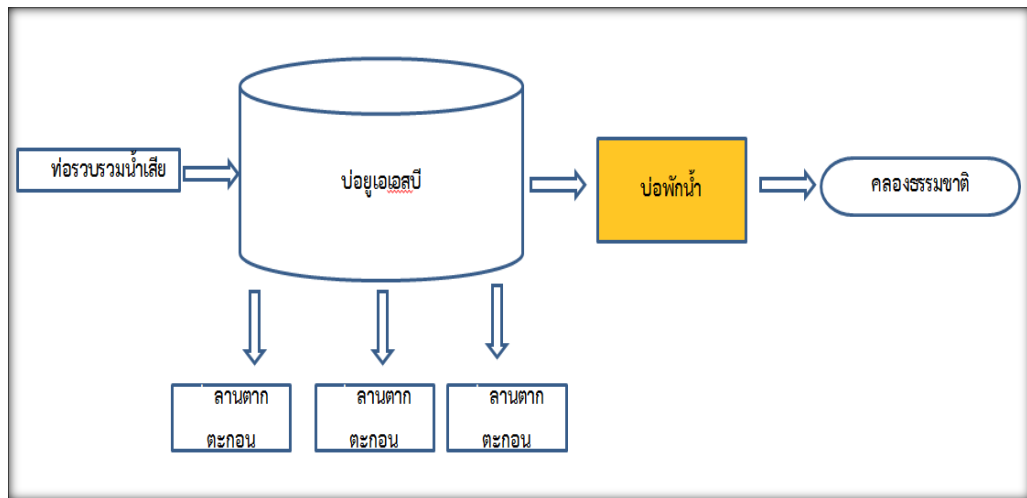 ท่อรวบรวมน้ำเสีย
บ่อยูเอเอสบี
บ่อพักน้ำ
คลองธรรมชาติ
ลานตาก
ตะกอน
ลานตาก
ตะกอน
ลานตาก
ตะกอน